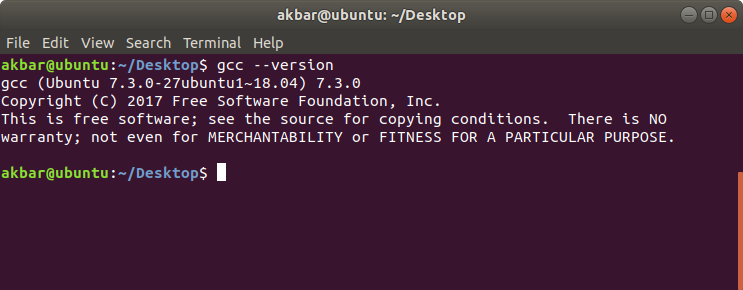 akbar@ubuntu: ~/Desktop
File Edit View Search Terminal Help
akbar@ubuntu:~/Desktop$ gcc --version
gcc (Ubuntu 7.3.0-27ubuntu1~18.04) 7.3.0
Copyright (C) 2017 Free Software Foundation, Inc.
This is free software; see the source for copying conditions.  There is NO
warranty; not even for MERCHANTABILITY or FITNESS FOR A PARTICULAR PURPOSE.
akbar@ubuntu:~/Desktop$